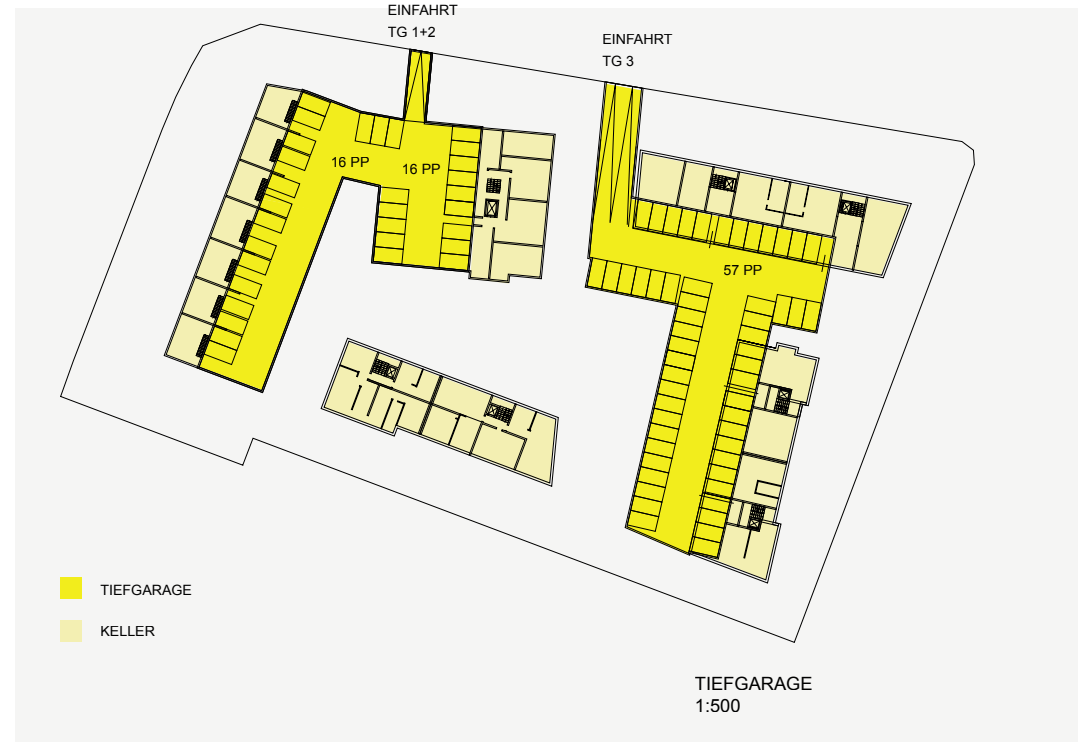 EINFAHRT
TG 1+2
EINFAHRT
TG 3
16 PP
16 PP
57 PP
TIEFGARAGE
KELLER
TIEFGARAGE
1:500